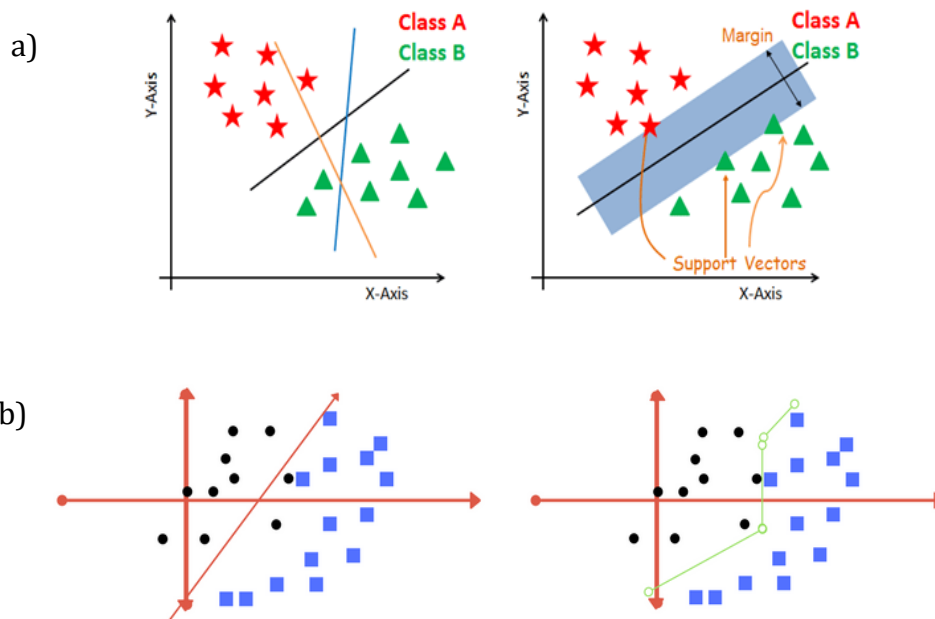 a)
Class A
Class B
Y-Axis
X-Axis
Class A
Margin
Class B
Y-Axis
Support Vectors
X-Axis
b)